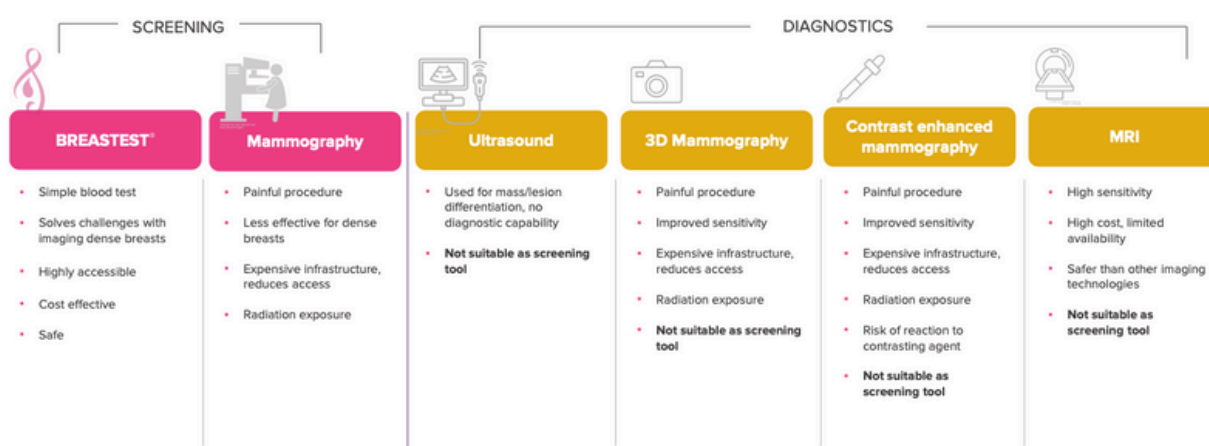 SCREENING
DIAGNOSTICS
BREASTEST®
Simple blood test
Solves challenges with
imaging dense breasts
Highly accessible
Cost effective
Safe
Mammography
Painful procedure
Less effective for dense
breasts
Expensive infrastructure,
reduces access
Radiation exposure
Ultrasound
Used for mass/lesion
differentiation, no
diagnostic capability
Not suitable as screening
tool
3D Mammography
Painful procedure
Improved sensitivity
Expensive infrastructure,
reduces access
Radiation exposure
Not suitable as screening
tool
Contrast enhanced
mammography
Painful procedure
Improved sensitivity
Expensive infrastructure,
reduces access
Radiation exposure
Risk of reaction to
contrasting agent
Not suitable as
screening tool
MRI
High sensitivity
High cost, limited
availability
Safer than other imaging
technologies
Not suitable as
screening tool